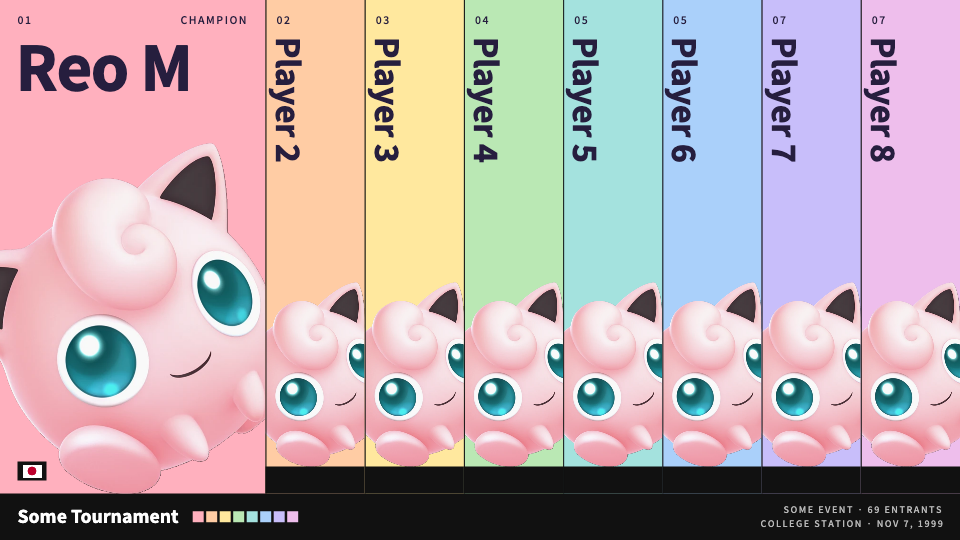 01 CHAMPION
Reo M
02
Player 2
03
Player 3
04
Player 4
05
Player 5
05
Player 6
07
Player 7
07
Player 8
Some Tournament
SOME EVENT · 69 ENTRANTS
COLLEGE STATION · NOV 7, 1999